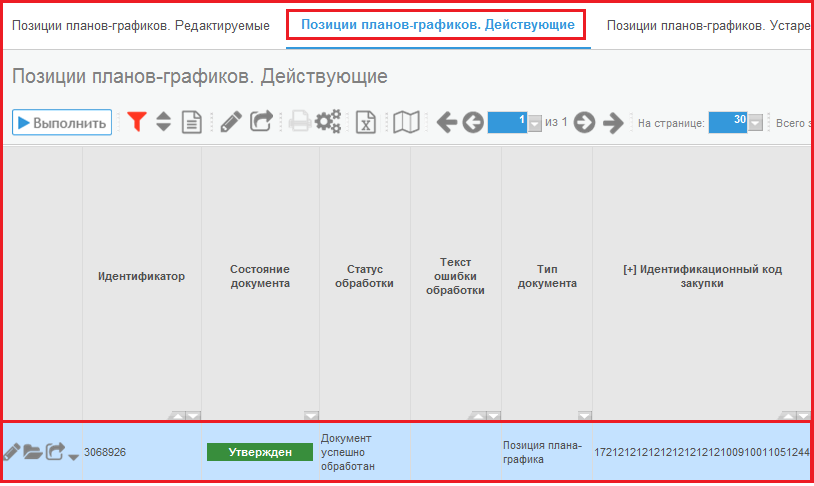 Позиции планов-графиков. Редактируемые Позиции планов-графиков. Действующие Позиции планов-графиков. Устаре
Позиции планов-графиков. Действующие
Выполнить 1 из 1 На странице: 30 Всего з
Идентификатор
Состояние
документа
Статус
обработки
Текст
ошибки
обработки
Тип
документа
[+] Идентификационный код
закупки
3068926
Утвержден
Документ
успешно
обработан
Позиция плана-
графика
172121212121212121212100910011051244